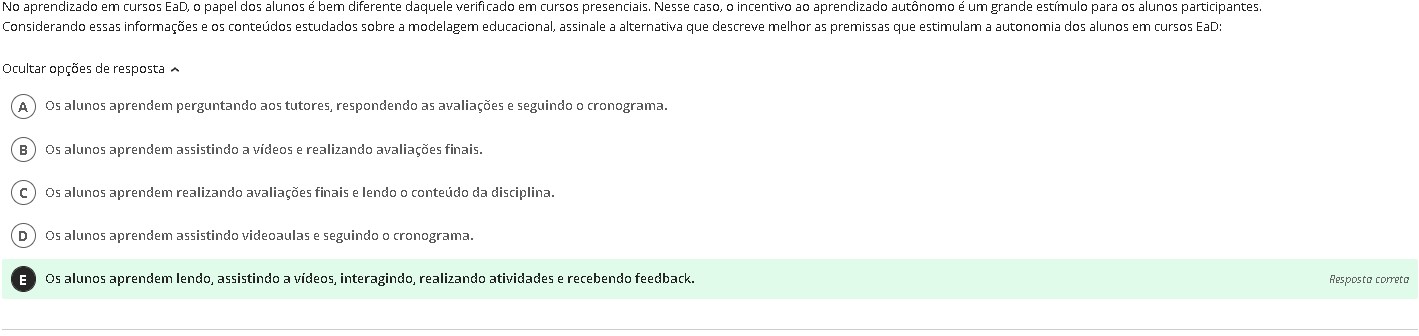 No aprendizado em cursos EaD, o papel dos alunos é bem diferente daquele verificado em cursos presenciais. Nesse caso, o incentivo ao aprendizado autônomo é um grande estímulo para os alunos participantes.
Considerando essas informações e os conteúdos estudados sobre a modelagem educacional, assinale a alternativa que descreve melhor as premissas que estimulam a autonomia dos alunos em cursos EaD:
Ocultar opções de resposta
A Os alunos aprendem perguntando aos tutores, respondendo as avaliações e seguindo o cronograma.
B Os alunos aprendem assistindo a vídeos e realizando avaliações finais.
C Os alunos aprendem realizando avaliações finais e lendo o conteúdo da disciplina.
D Os alunos aprendem assistindo videoaulas e seguindo o cronograma.
E Os alunos aprendem lendo, assistindo a vídeos, interagindo, realizando atividades e recebendo feedback. Resposta correta